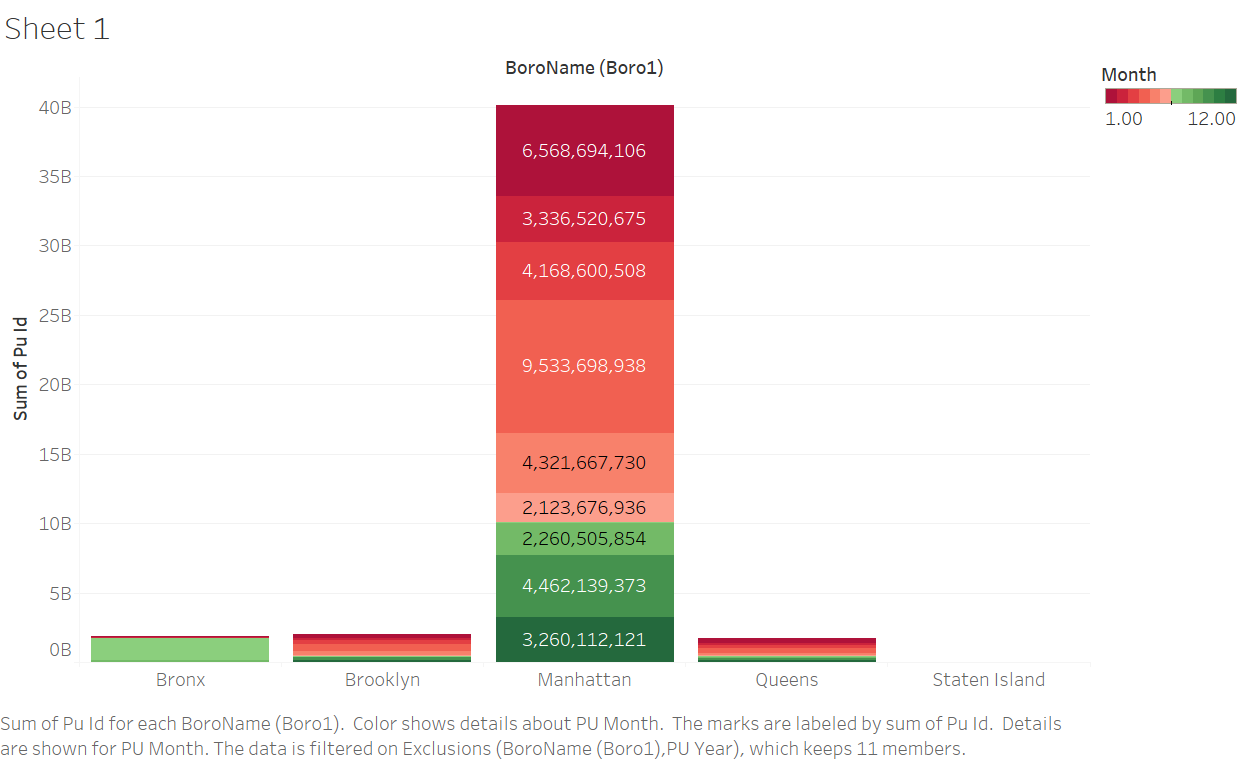 Sheet 1
BoroName (Boro1)
Month
1.00 12.00
Sum of Pu Id
40B
35B
30B
25B
20B
15B
10B
5B
0B
6,568,694,106
3,336,520,675
4,168,600,508
9,533,698,938
4,321,667,730
2,123,676,936
2,260,505,854
4,462,139,373
3,260,112,121
Bronx Brooklyn Manhattan Queens Staten Island
Sum of Pu Id for each BoroName (Boro1). Color shows details about PU Month. The marks are labeled by sum of Pu Id. Details
are shown for PU Month. The data is filtered on Exclusions (BoroName (Boro1),PU Year), which keeps 11 members.